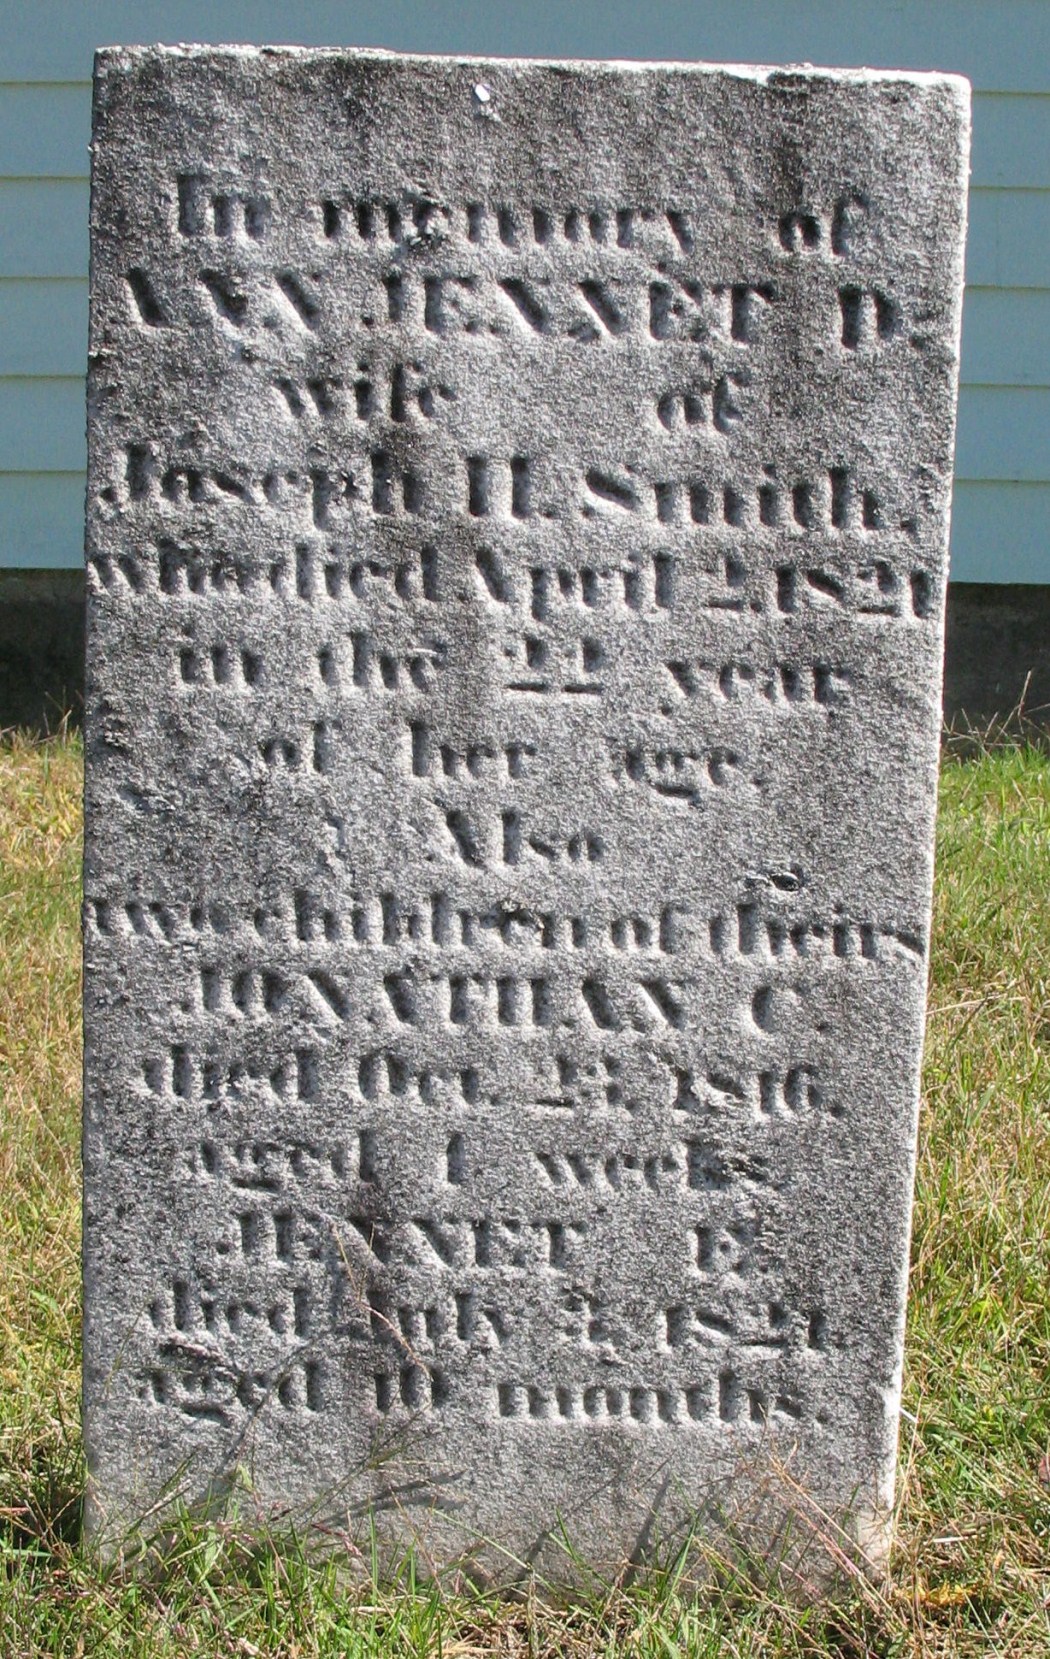 In memory of
ANN JENNET D.
wife of
Joseph H. Smith,
who died April 2, 1821
in the 22 year
of her age.
Also
two children of theirs
JONATHAN C.
died Oct. 23, 1816.
aged 4 weeks
JENNET E.
died July 3, 1821.
aged 10 months.